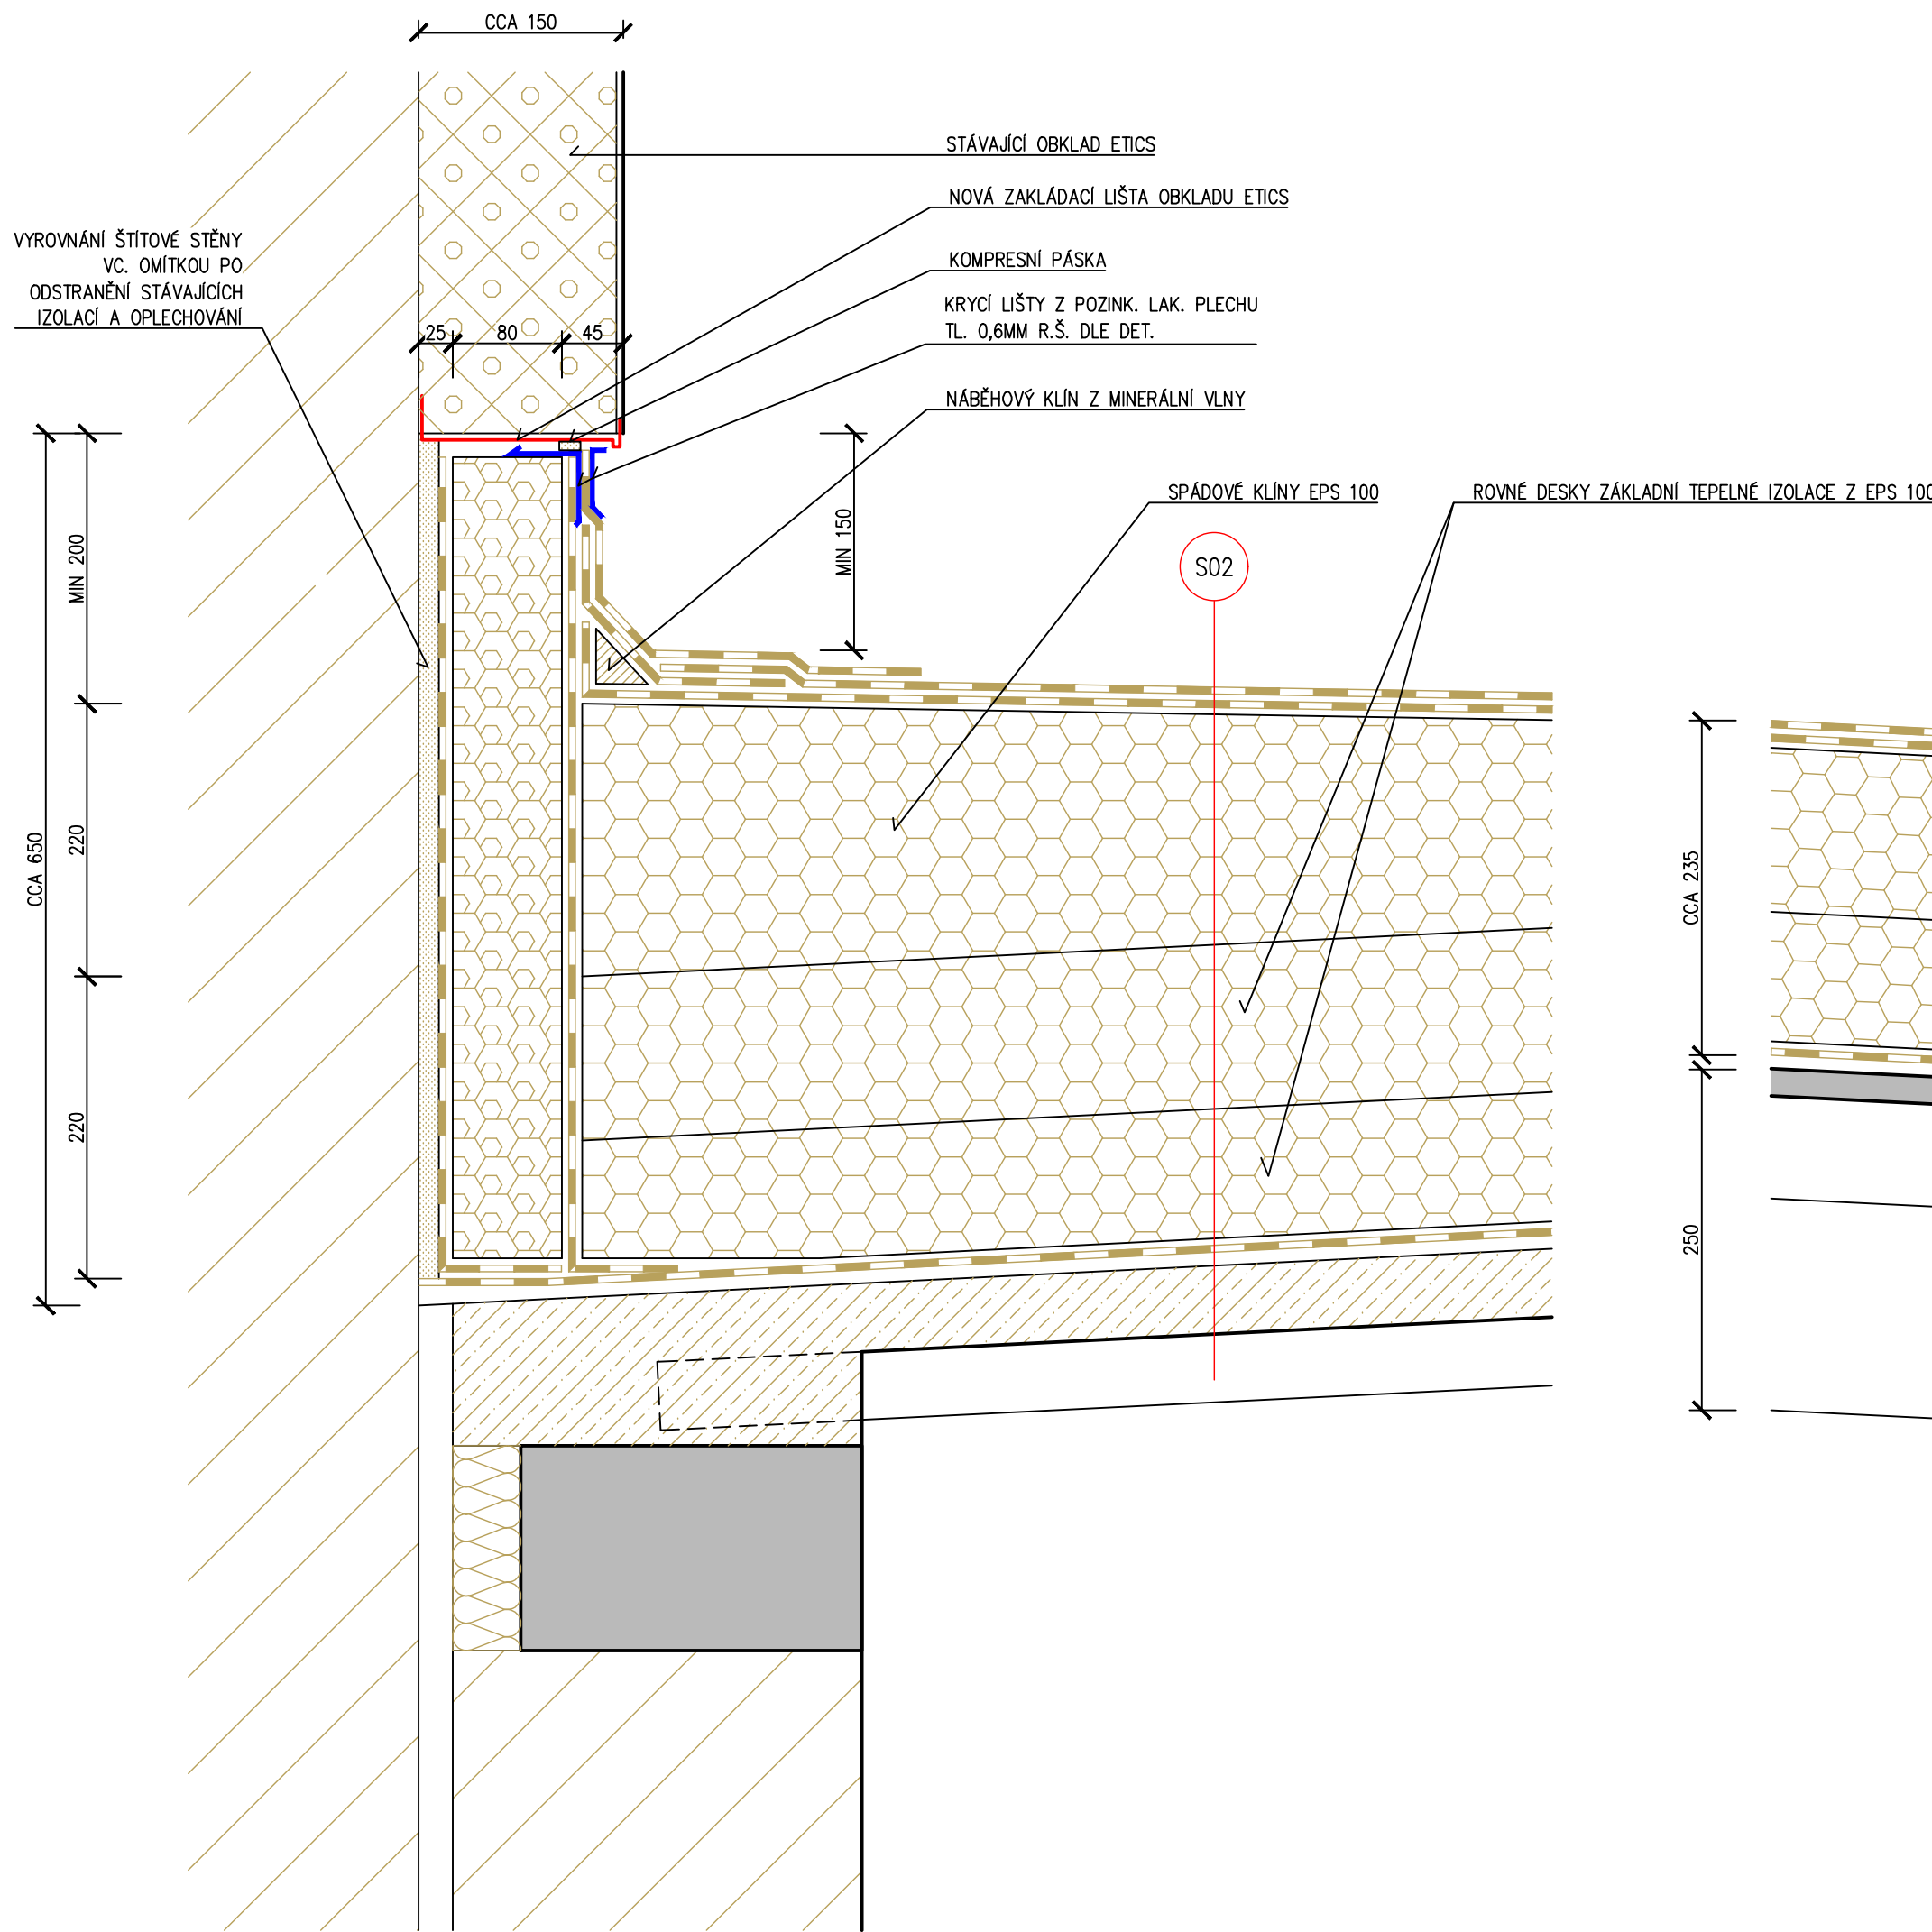 CCA 150
STÁVAJÍCÍ OBKLAD ETICS
NOVÁ ZAKLÁDACÍ LIŠTA OBKLADU ETICS
VYROVNÁNÍ ŠTÍTOVÉ STĚNY
VC. OMÍTKOU PO
ODSTRANĚNÍ STÁVAJÍCÍCH
IZOLACÍ A OPLECHOVÁNÍ
KOMPRESNÍ PÁSKA
KRYCÍ LIŠTY Z POZINK. LAK. PLECHU
TL. 0,6MM R.Š. DLE DET.
25 80 45
NÁBĚHOVÝ KLÍN Z MINERÁLNÍ VLNY
SPÁDOVÉ KLÍNY EPS 100
ROVNÉ DESKY ZÁKLADNÍ TEPELNÉ IZOLACE Z EPS 100
MIN 200
MIN 150
S02
220
CCA 650
CCA 235
220
250